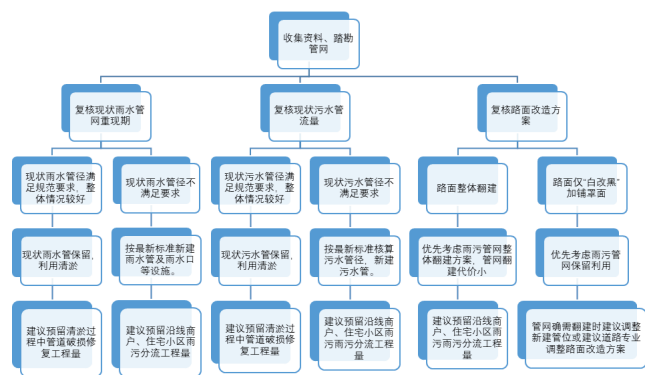 收集资料、踏勘
管网
复核现状雨水管
网重现期
复核现状污水管
流量
复核路面改造方
案
现状雨水管径满
足规范要求，整
体情况较好
现状雨水管径不
满足要求
现状污水管径满
足规范要求，整
体情况较好
现状污水管径不
满足要求
路面整体翻建
路面仅“白改黑”
加铺罩面
现状雨水管保留，
利用清淤
按最新标准新建
雨水管及雨水口
等设施。
现状污水管保留，
利用清淤
按最新标准核算
污水管径，新建
污水管。
优先考虑雨污管网整
体翻建方案，管网翻
建代价小
优先考虑雨污管
网保留利用
建议预留清淤过
程中管道破损修
复工程量
建议预留沿线商
户、住宅小区雨
污分流工程量
建议预留清淤过
程中管道破损修
复工程量
建议预留沿线商
户、住宅小区雨
污雨污分流工程
量
建议预留沿线商
户、住宅小区雨
污雨污分流工程
量
管网确需翻建时建议调整
新建管位或建议道路专业
调整路面改造方案